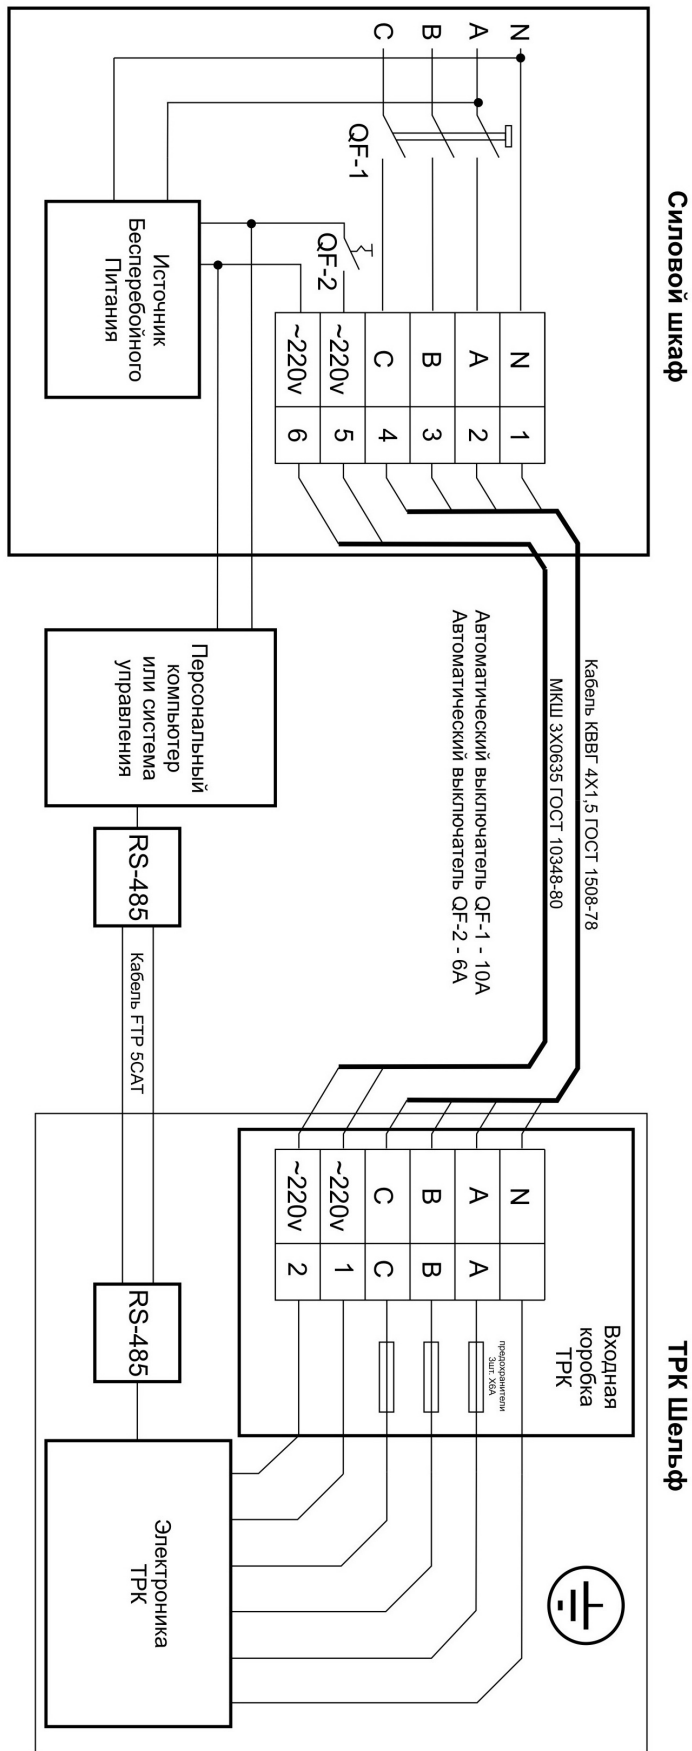 Силовой шкаф
N
A
B
C
QF-1
QF-2
Источник
Бесперебойного
Питания
N
A
B
C
~220v
~220v
1
2
3
4
5
6
Кабель КВВГ 4Х1,5 ГОСТ 1508-78
МКШ 3Х0635 ГОСТ 10348-80
Автоматический выключатель QF-1 - 10А
Автоматический выключатель QF-2 - 6А
Персональный
компьютер
или система
управления
RS-485
Кабель FTP 5CAT
RS-485
ТРК Шельф
Входная
коробка
ТРК
N
A
B
C
~220v
~220v
A
B
C
1
2
предохранители
3шт. Х6А
Электроника
ТРК